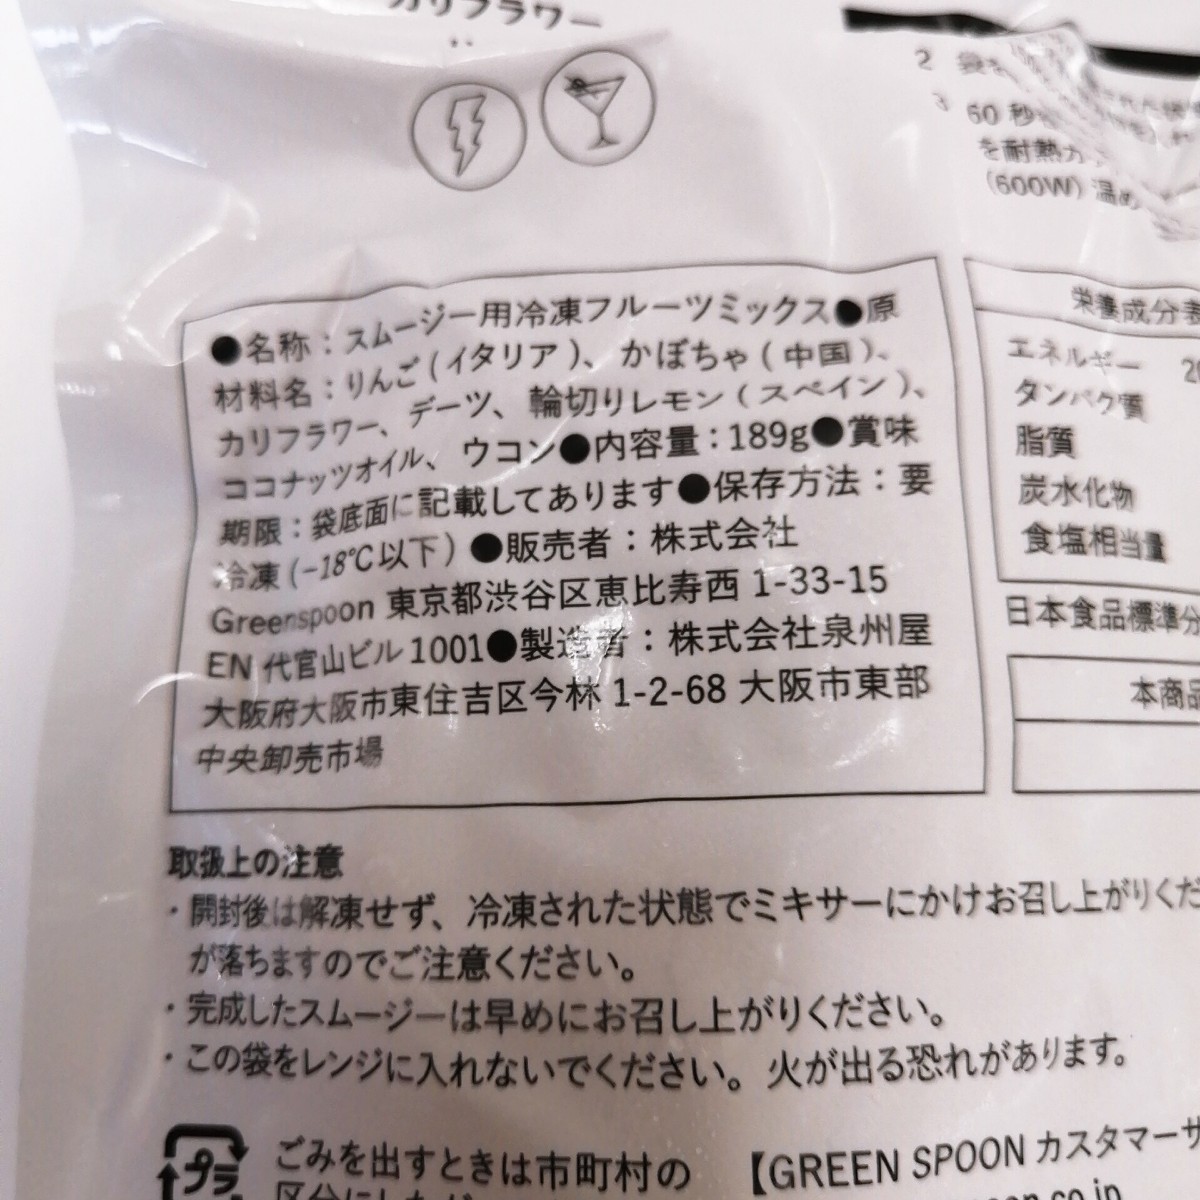 カリフラワー
2
3 60 秒
を耐熱
(600W) 温め
●名称：スムージー用冷凍フルーツミックス●原
材料名：りんご(イタリア)、かぼちゃ(中国)、
カリフラワー、デーツ、輪切りレモン(スペイン)、
ココナッツオイル、ウコン●内容量：189g●賞味
期限：袋底面に記載してあります●保存方法：要
冷凍(-18℃以下)●販売者：株式会社
Greenspoon 東京都渋谷区恵比寿西 1-33-15
EN 代官山ビル 1001●製造者：株式会社泉州屋
大阪府大阪市東住吉区今林 1-2-68 大阪市東部
中央卸売市場
栄養成分表
エネルギー 20
タンパク質
脂質
炭水化物
食塩相当量
日本食品標準分
本商品
取扱上の注意
・開封後は解凍せず、冷凍された状態でミキサーにかけお召し上がりくだ
が落ちますのでご注意ください。
・完成したスムージーは早めにお召し上がりください。
・この袋をレンジに入れないでください。火が出る恐れがあります。
プラ
ごみを出すときは市町村の
【GREEN SPOON カスタマーサ